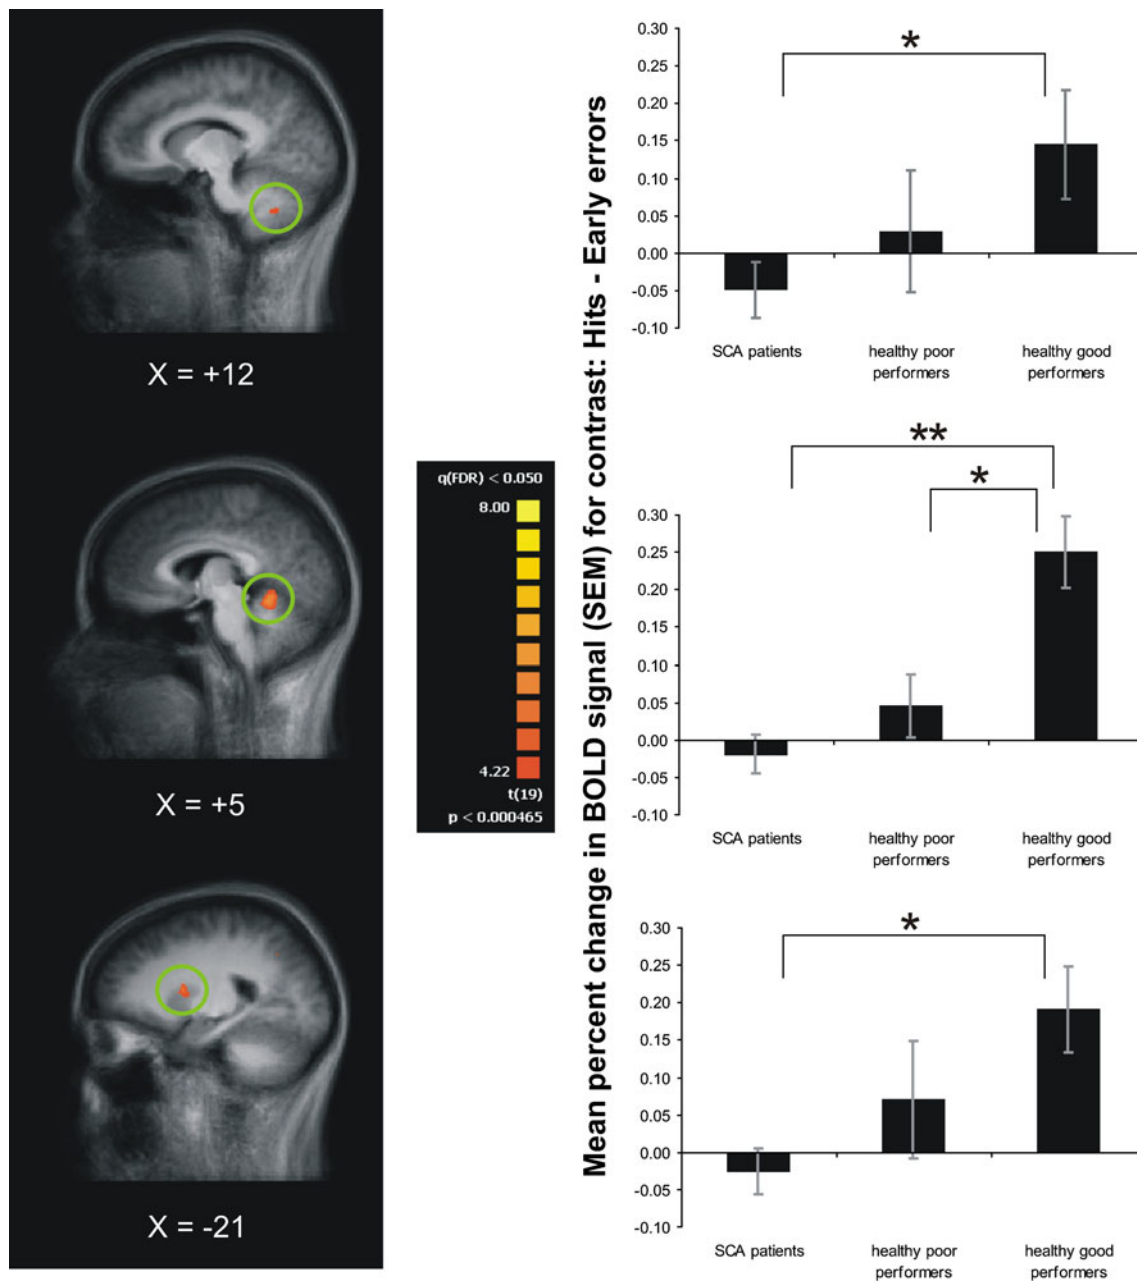 X = +12
X = +5
X = -21
q(FDR) < 0.050
8.00
4.22
t(19)
p < 0.000465
Mean percent change in BOLD signal (SEM) for contrast: Hits - Early errors
*
0.30
0.25
0.20
0.15
0.10
0.05
0.00
-0.05
-0.10
SCA patients
healthy poor
performers
healthy good
performers
**
*
0.30
0.25
0.20
0.15
0.10
0.05
0.00
-0.05
-0.10
SCA patients
healthy poor
performers
healthy good
performers
*
0.30
0.25
0.20
0.15
0.10
0.05
0.00
-0.05
-0.10
SCA patients
healthy poor
performers
healthy good
performers